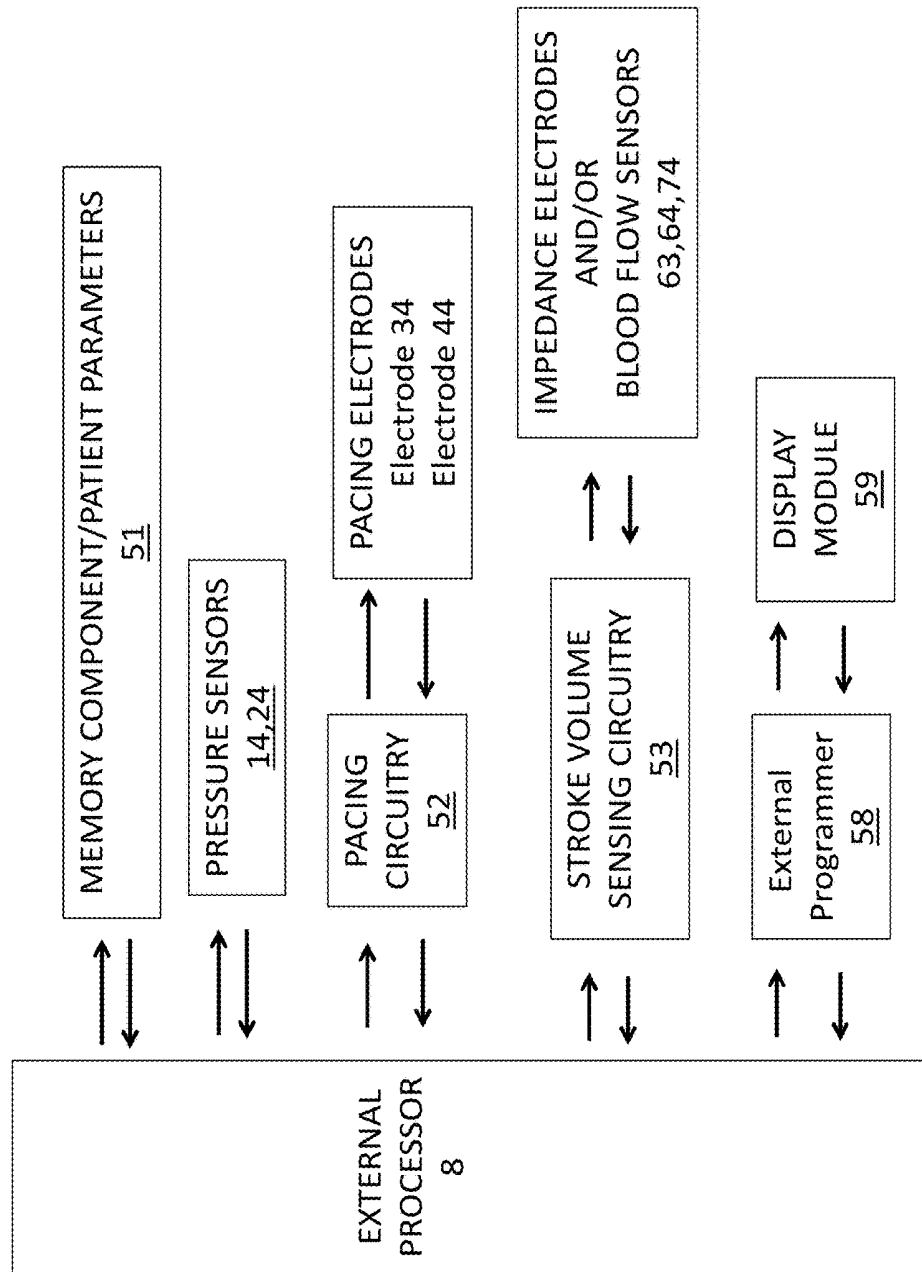 EXTERNAL
PROCESSOR
8
MEMORY COMPONENT/PATIENT PARAMETERS
51
PRESSURE SENSORS
14,24
PACING
CIRCUITRY
52
PACING ELECTRODES
Electrode 34
Electrode 44
STROKE VOLUME
SENSING CIRCUITRY
53
IMPEDANCE ELECTRODES
AND/OR
BLOOD FLOW SENSORS
63,64,74
External
Programmer
58
DISPLAY
MODULE
59